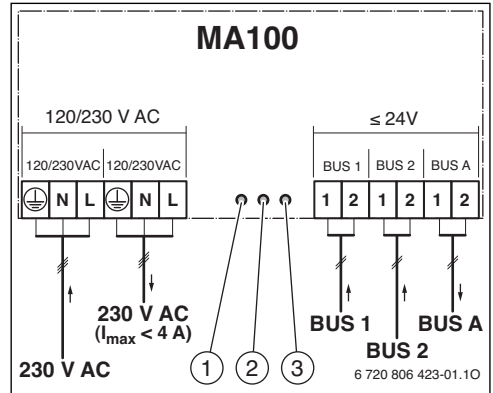 MA100
120/230 V AC
≤ 24V
120/230VAC 120/230VAC
BUS 1 BUS 2 BUS A
N L N L
1 2 1 2 1 2
230 V AC
(Imax < 4 A)
230 V AC
1 2 3
BUS 1
BUS A
BUS 2
6 720 806 423-01.1O